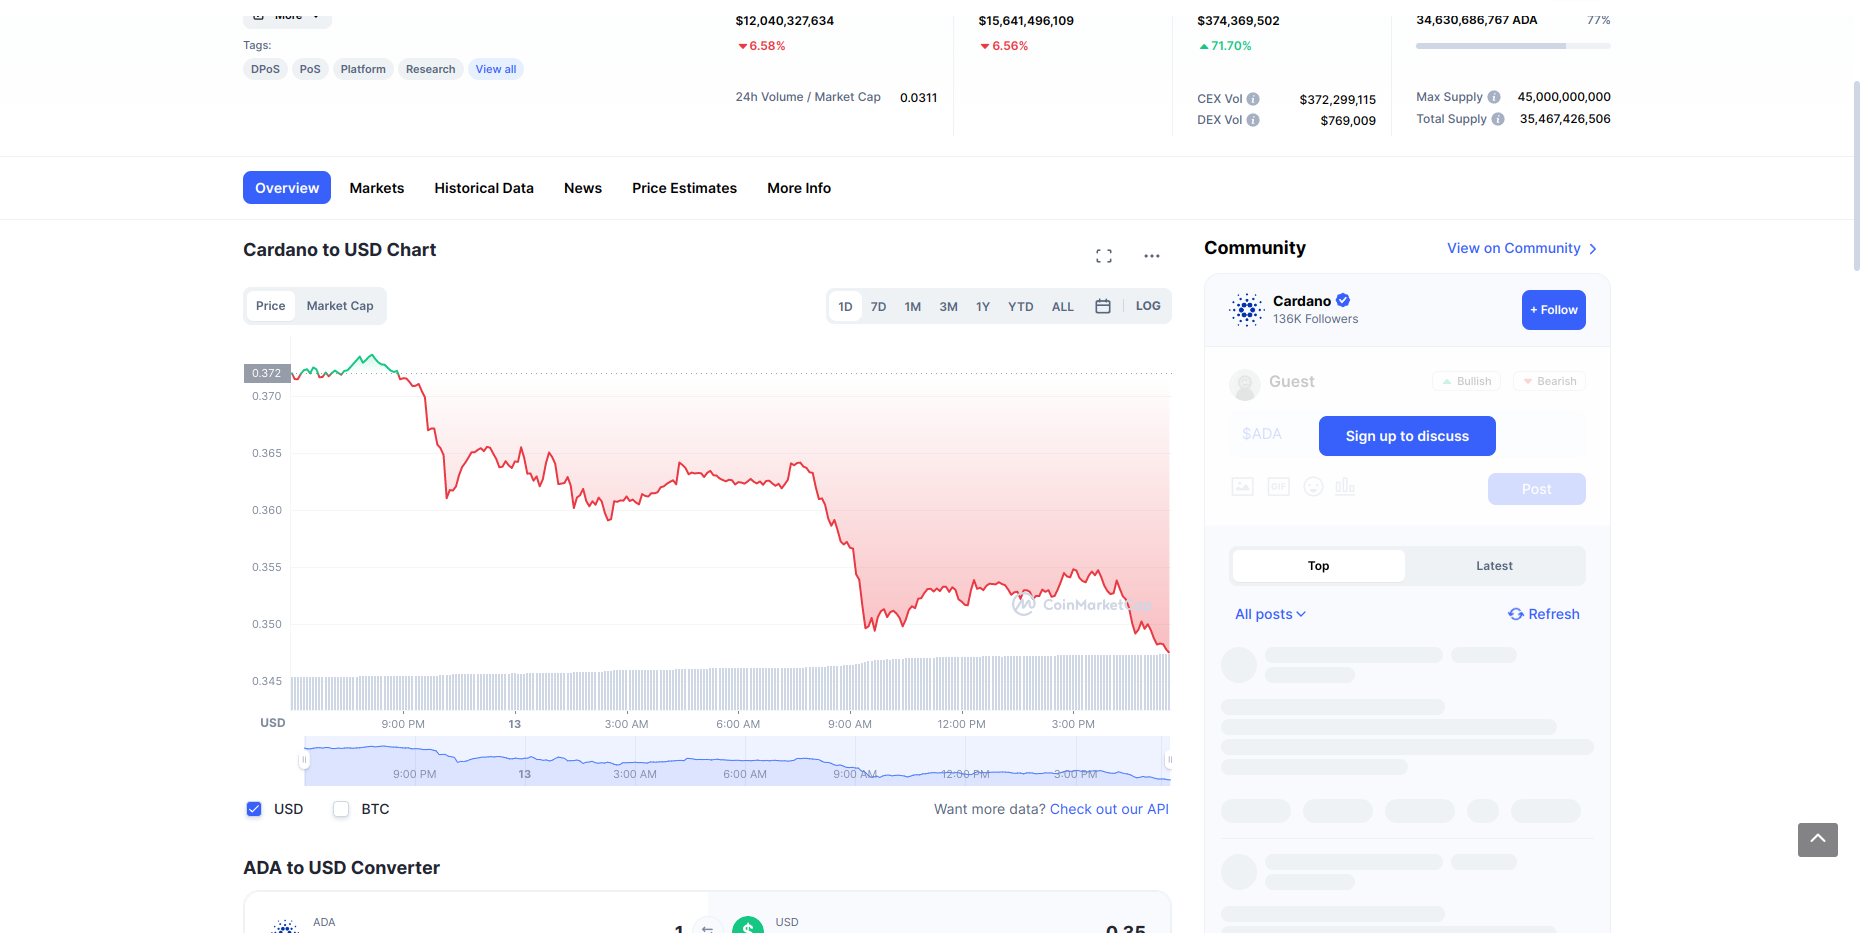 More
Tags:
DPoS PoS Platform Research View all
$12,040,327,634
6.58%
24h Volume / Market Cap 0.0311
$15,641,496,109
6.56%
$374,369,502
71.70%
CEX Vol $372,299,115
DEX Vol $769,009
34,630,686,767 ADA 77%
Max Supply 45,000,000,000
Total Supply 35,467,426,506
Overview Markets Historical Data News Price Estimates More Info
Cardano to USD Chart
Price Market Cap
1D 7D 1M 3M 1Y YTD ALL LOG
0.372
0.370
0.365
0.360
0.355
0.350
0.345
CoinMarketCap
USD 9:00 PM 13 3:00 AM 6:00 AM 9:00 AM 12:00 PM 3:00 PM
9:00 PM 13 3:00 AM 6:00 AM 9:00 AM 12:00 PM 3:00 PM
USD BTC
Want more data? Check out our API
ADA to USD Converter
ADA 1
USD 0.35
Community View on Community
Cardano
136K Followers
+ Follow
Guest Bullish Bearish
$ADA
Sign up to discuss
GIF
Post
Top Latest
All posts Refresh